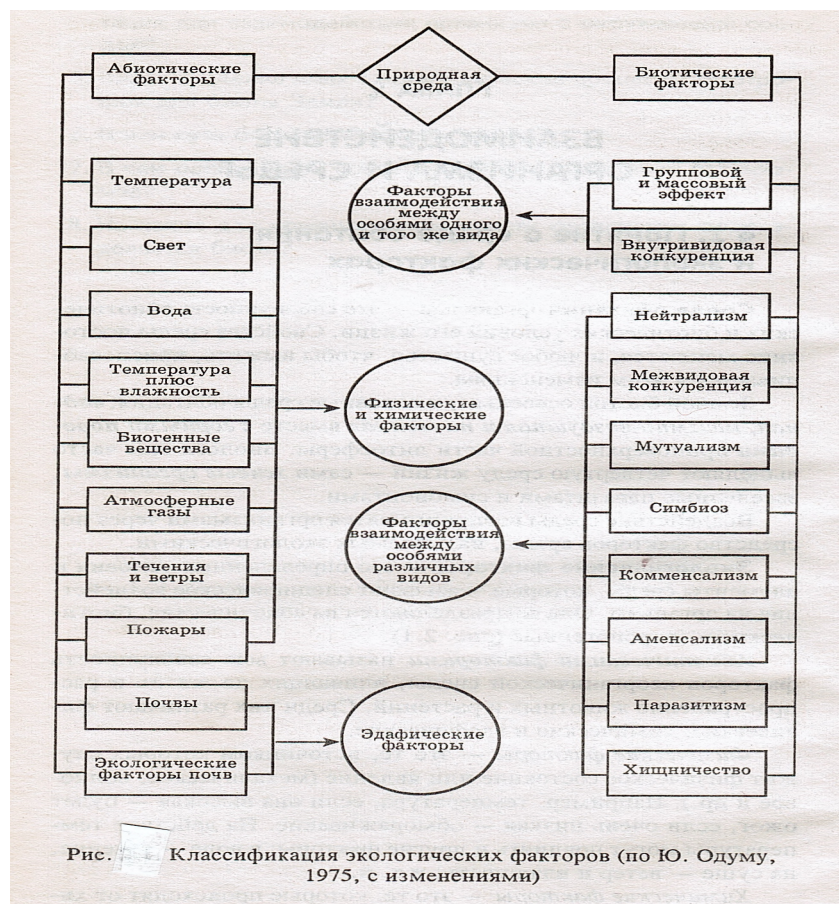 Абиотические
факторы
Природная
среда
Биотические
факторы
Температура
Свет
Вода
Температура
плюс
влажность
Биогенные
вещества
Атмосферные
газы
Течения
и ветры
Пожары
Почвы
Экологические
факторы почв
Факторы
взаимодействия
между
особями одного
и того же вида
Физические
и химические
факторы
Факторы
взаимодействия
между
особями
различных
видов
Эдафические
факторы
Групповой
и массовый
эффект
Внутривидовая
конкуренция
Нейтрализм
Межвидовая
конкуренция
Мутуализм
Симбиоз
Комменсализм
Аменсализм
Паразитизм
Хищничество
Рис. Классификация экологических факторов (по Ю. Одуму,
1975, с изменениями)